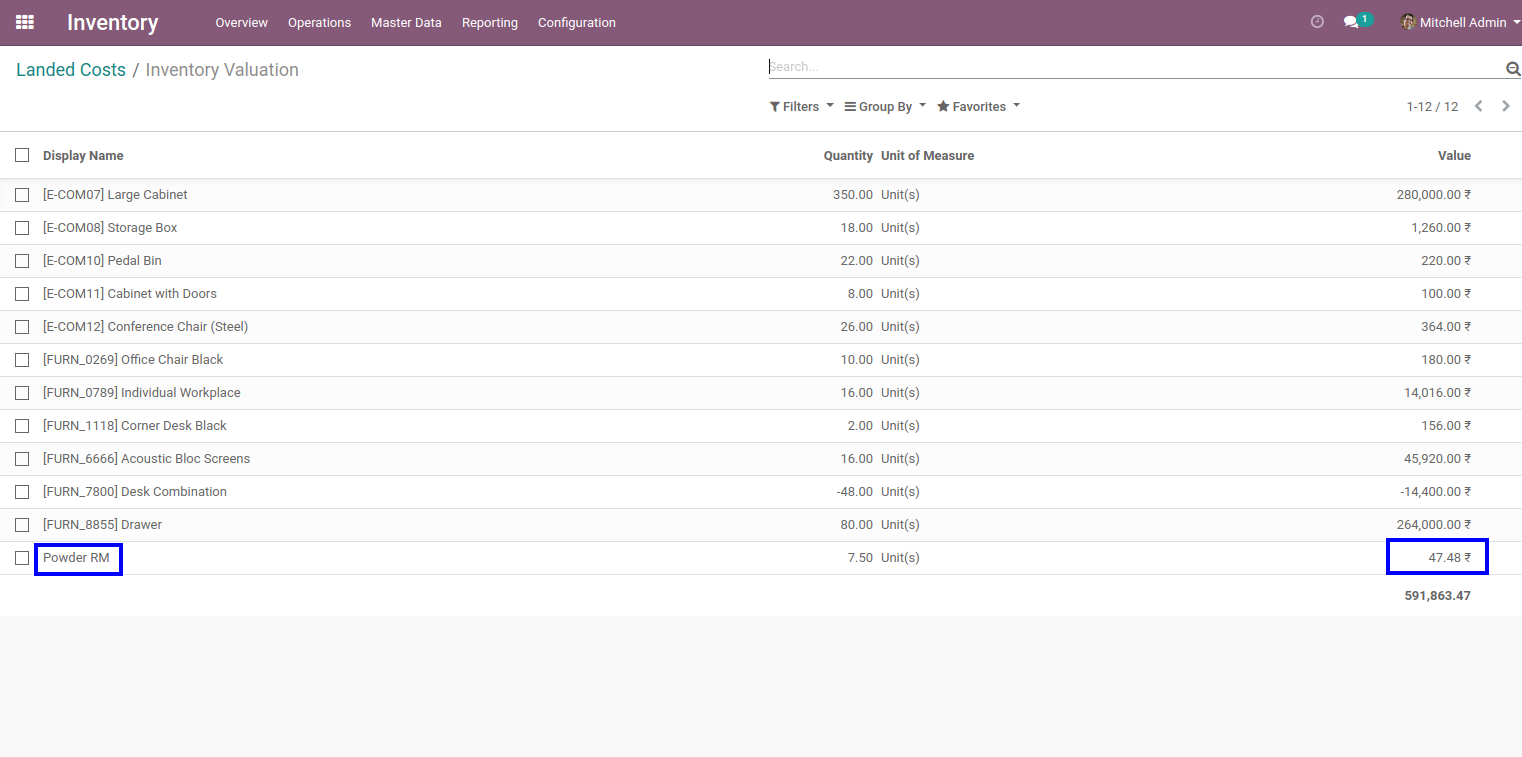 Inventory Overview Operations Master Data Reporting Configuration 1 Mitchell Admin
Landed Costs / Inventory Valuation Search...
Filters Group By Favorites 1-12 / 12
Display Name Quantity Unit of Measure Value
[E-COM07] Large Cabinet 350.00 Unit(s) 280,000.00 ₹
[E-COM08] Storage Box 18.00 Unit(s) 1,260.00 ₹
[E-COM10] Pedal Bin 22.00 Unit(s) 220.00 ₹
[E-COM11] Cabinet with Doors 8.00 Unit(s) 100.00 ₹
[E-COM12] Conference Chair (Steel) 26.00 Unit(s) 364.00 ₹
[FURN_0269] Office Chair Black 10.00 Unit(s) 180.00 ₹
[FURN_0789] Individual Workplace 16.00 Unit(s) 14,016.00 ₹
[FURN_1118] Corner Desk Black 2.00 Unit(s) 156.00 ₹
[FURN_6666] Acoustic Bloc Screens 16.00 Unit(s) 45,920.00 ₹
[FURN_7800] Desk Combination -48.00 Unit(s) -14,400.00 ₹
[FURN_8855] Drawer 80.00 Unit(s) 264,000.00 ₹
Powder RM 7.50 Unit(s) 47.48 ₹
591,863.47